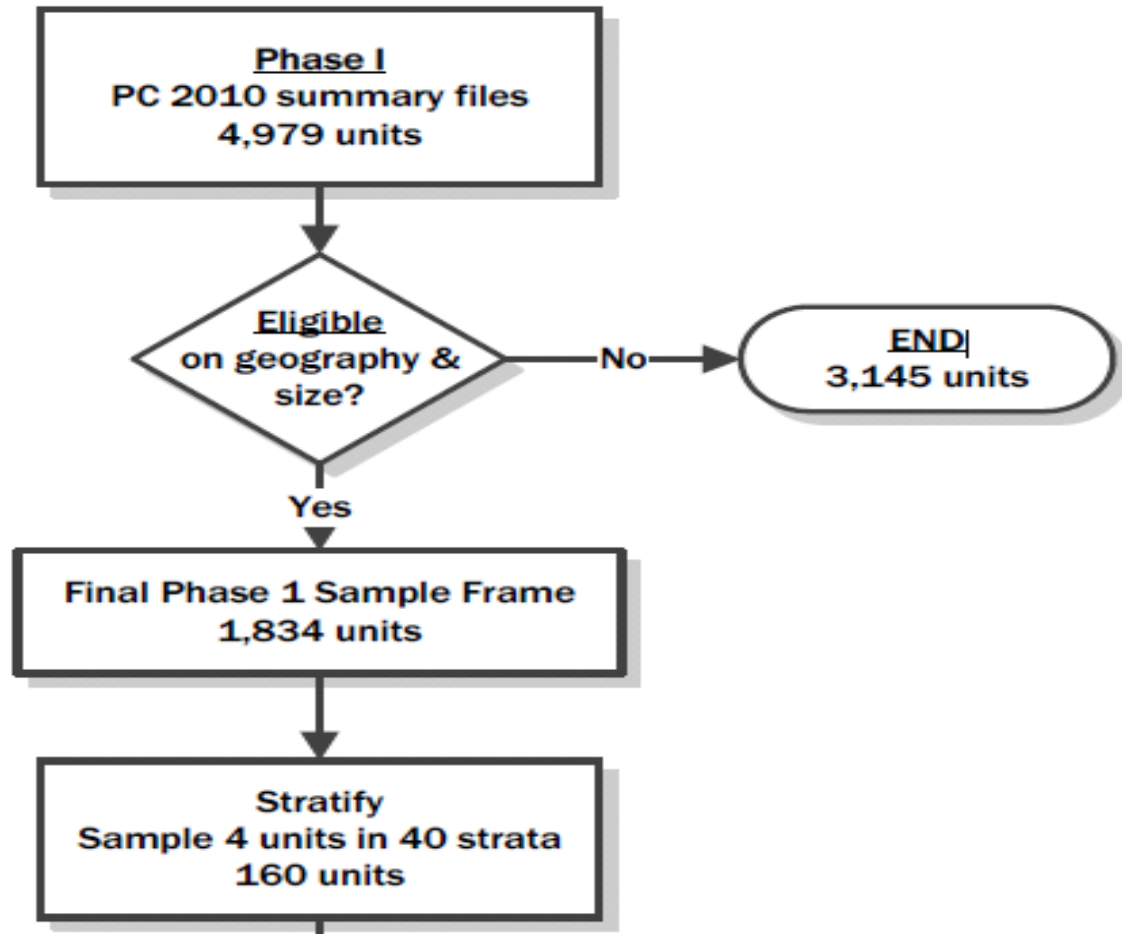 Phase I
PC 2010 summary files
4,979 units
Eligible
on geography &
size?
No
END
3,145 units
Yes
Final Phase 1 Sample Frame
1,834 units
Stratify
Sample 4 units in 40 strata
160 units